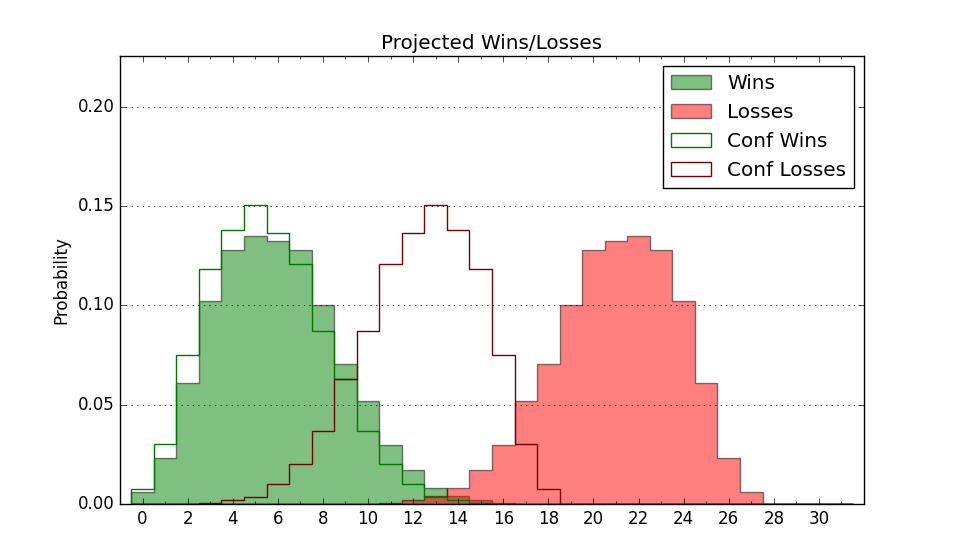 Projected Wins/Losses
Wins
Losses
Conf Wins
Conf Losses
Probability
0.20
0.15
0.10
0.05
0.00
0 2 4 6 8 10 12 14 16 18 20 22 24 26 28 30